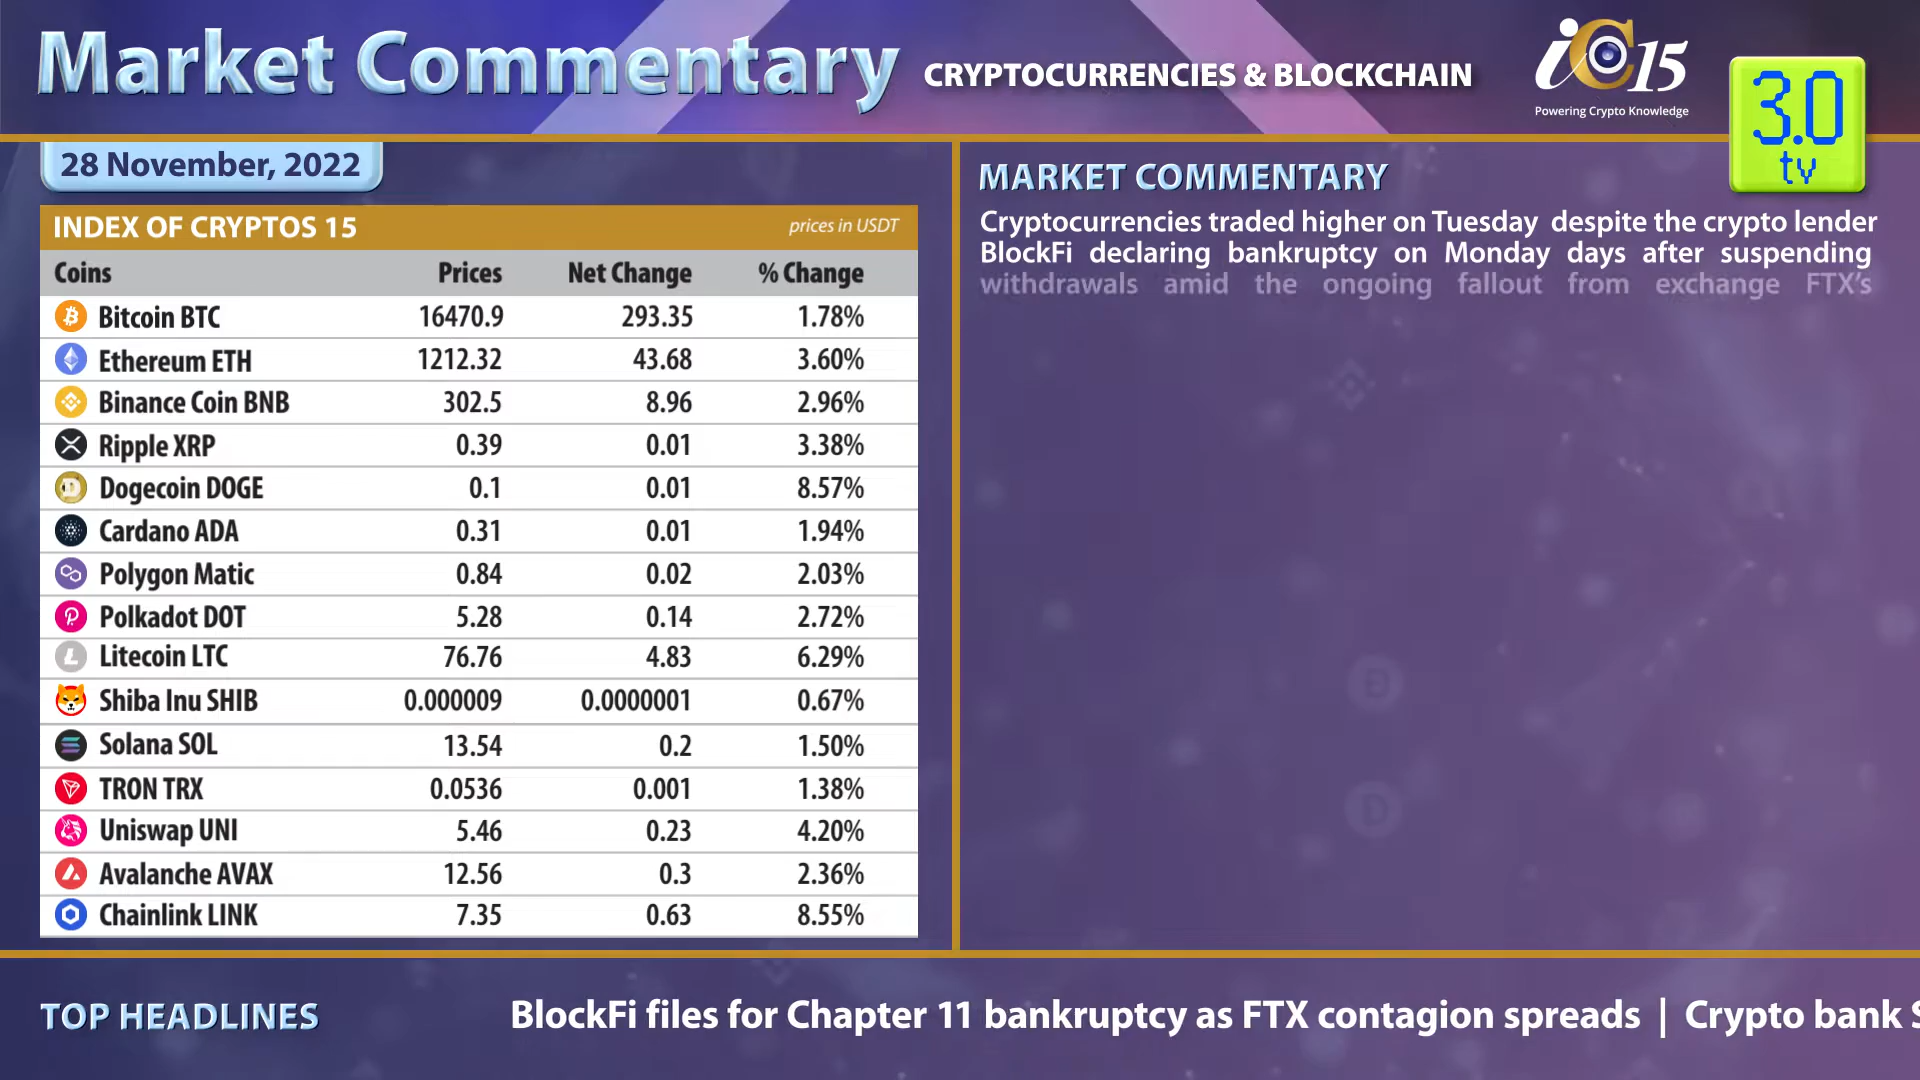 Market Commentary CRYPTOCURRENCIES & BLOCKCHAIN
iC15
Powering Crypto Knowledge
3.0
tv
28 November, 2022
INDEX OF CRYPTOS 15 prices in USDT
Coins Prices Net Change % Change
Bitcoin BTC 16470.9 293.35 1.78%
Ethereum ETH 1212.32 43.68 3.60%
Binance Coin BNB 302.5 8.96 2.96%
Ripple XRP 0.39 0.01 3.38%
Dogecoin DOGE 0.1 0.01 8.57%
Cardano ADA 0.31 0.01 1.94%
Polygon Matic 0.84 0.02 2.03%
Polkadot DOT 5.28 0.14 2.72%
Litecoin LTC 76.76 4.83 6.29%
Shiba Inu SHIB 0.000009 0.0000001 0.67%
Solana SOL 13.54 0.2 1.50%
TRON TRX 0.0536 0.001 1.38%
Uniswap UNI 5.46 0.23 4.20%
Avalanche AVAX 12.56 0.3 2.36%
Chainlink LINK 7.35 0.63 8.55%
MARKET COMMENTARY
Cryptocurrencies traded higher on Tuesday despite the crypto lender
BlockFi declaring bankruptcy on Monday days after suspending
withdrawals amid the ongoing fallout from exchange FTX's
TOP HEADLINES BlockFi files for Chapter 11 bankruptcy as FTX contagion spreads | Crypto bank